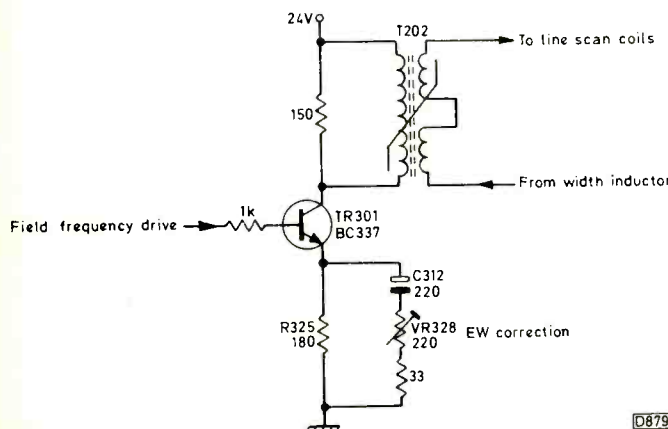 24V
T202
To line scan coils
150
From width inductor
1k
TR301
BC337
Field frequency drive
C312
220
R325
180
VR328
220
EW correction
33
D879